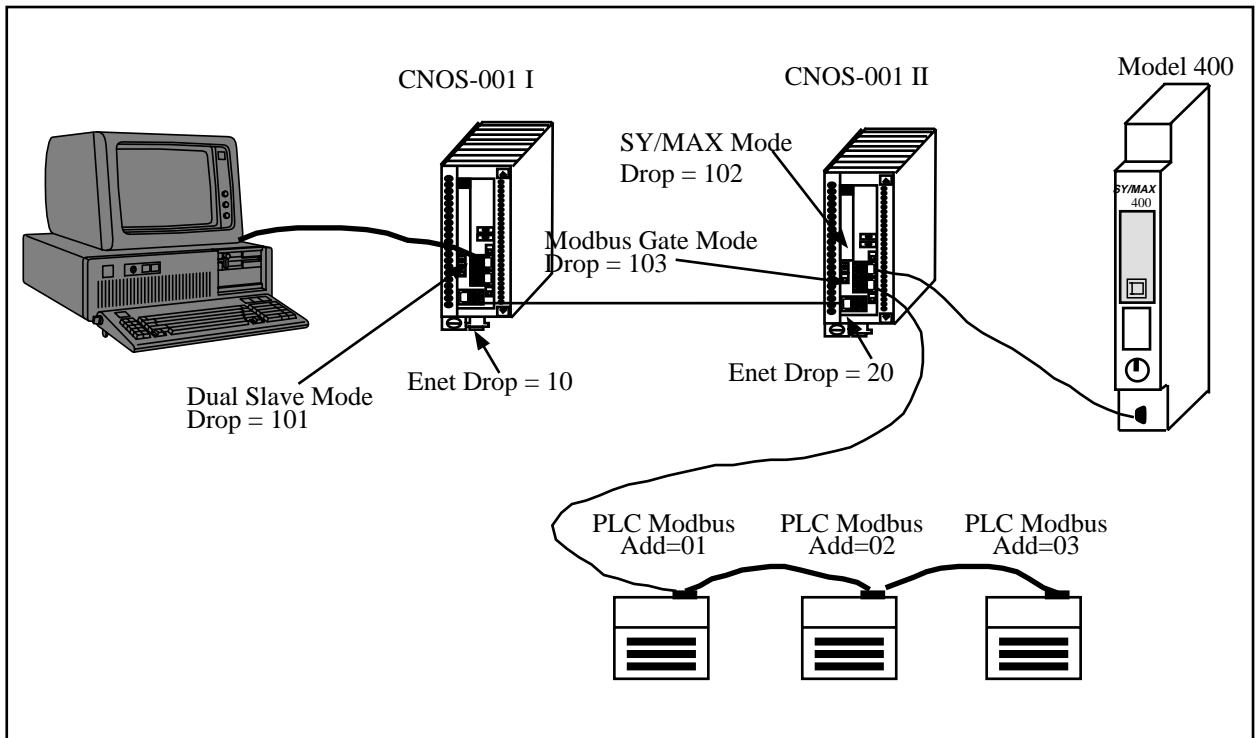 CNOS-001 I
CNOS-001 II
Model 400
SY/MAX Mode
Drop = 102
SY/MAX
400
Modbus Gate Mode
Drop = 103
Dual Slave Mode
Drop = 101
Enet Drop = 10
Enet Drop = 20
PLC Modbus
Add=01
PLC Modbus
Add=02
PLC Modbus
Add=03